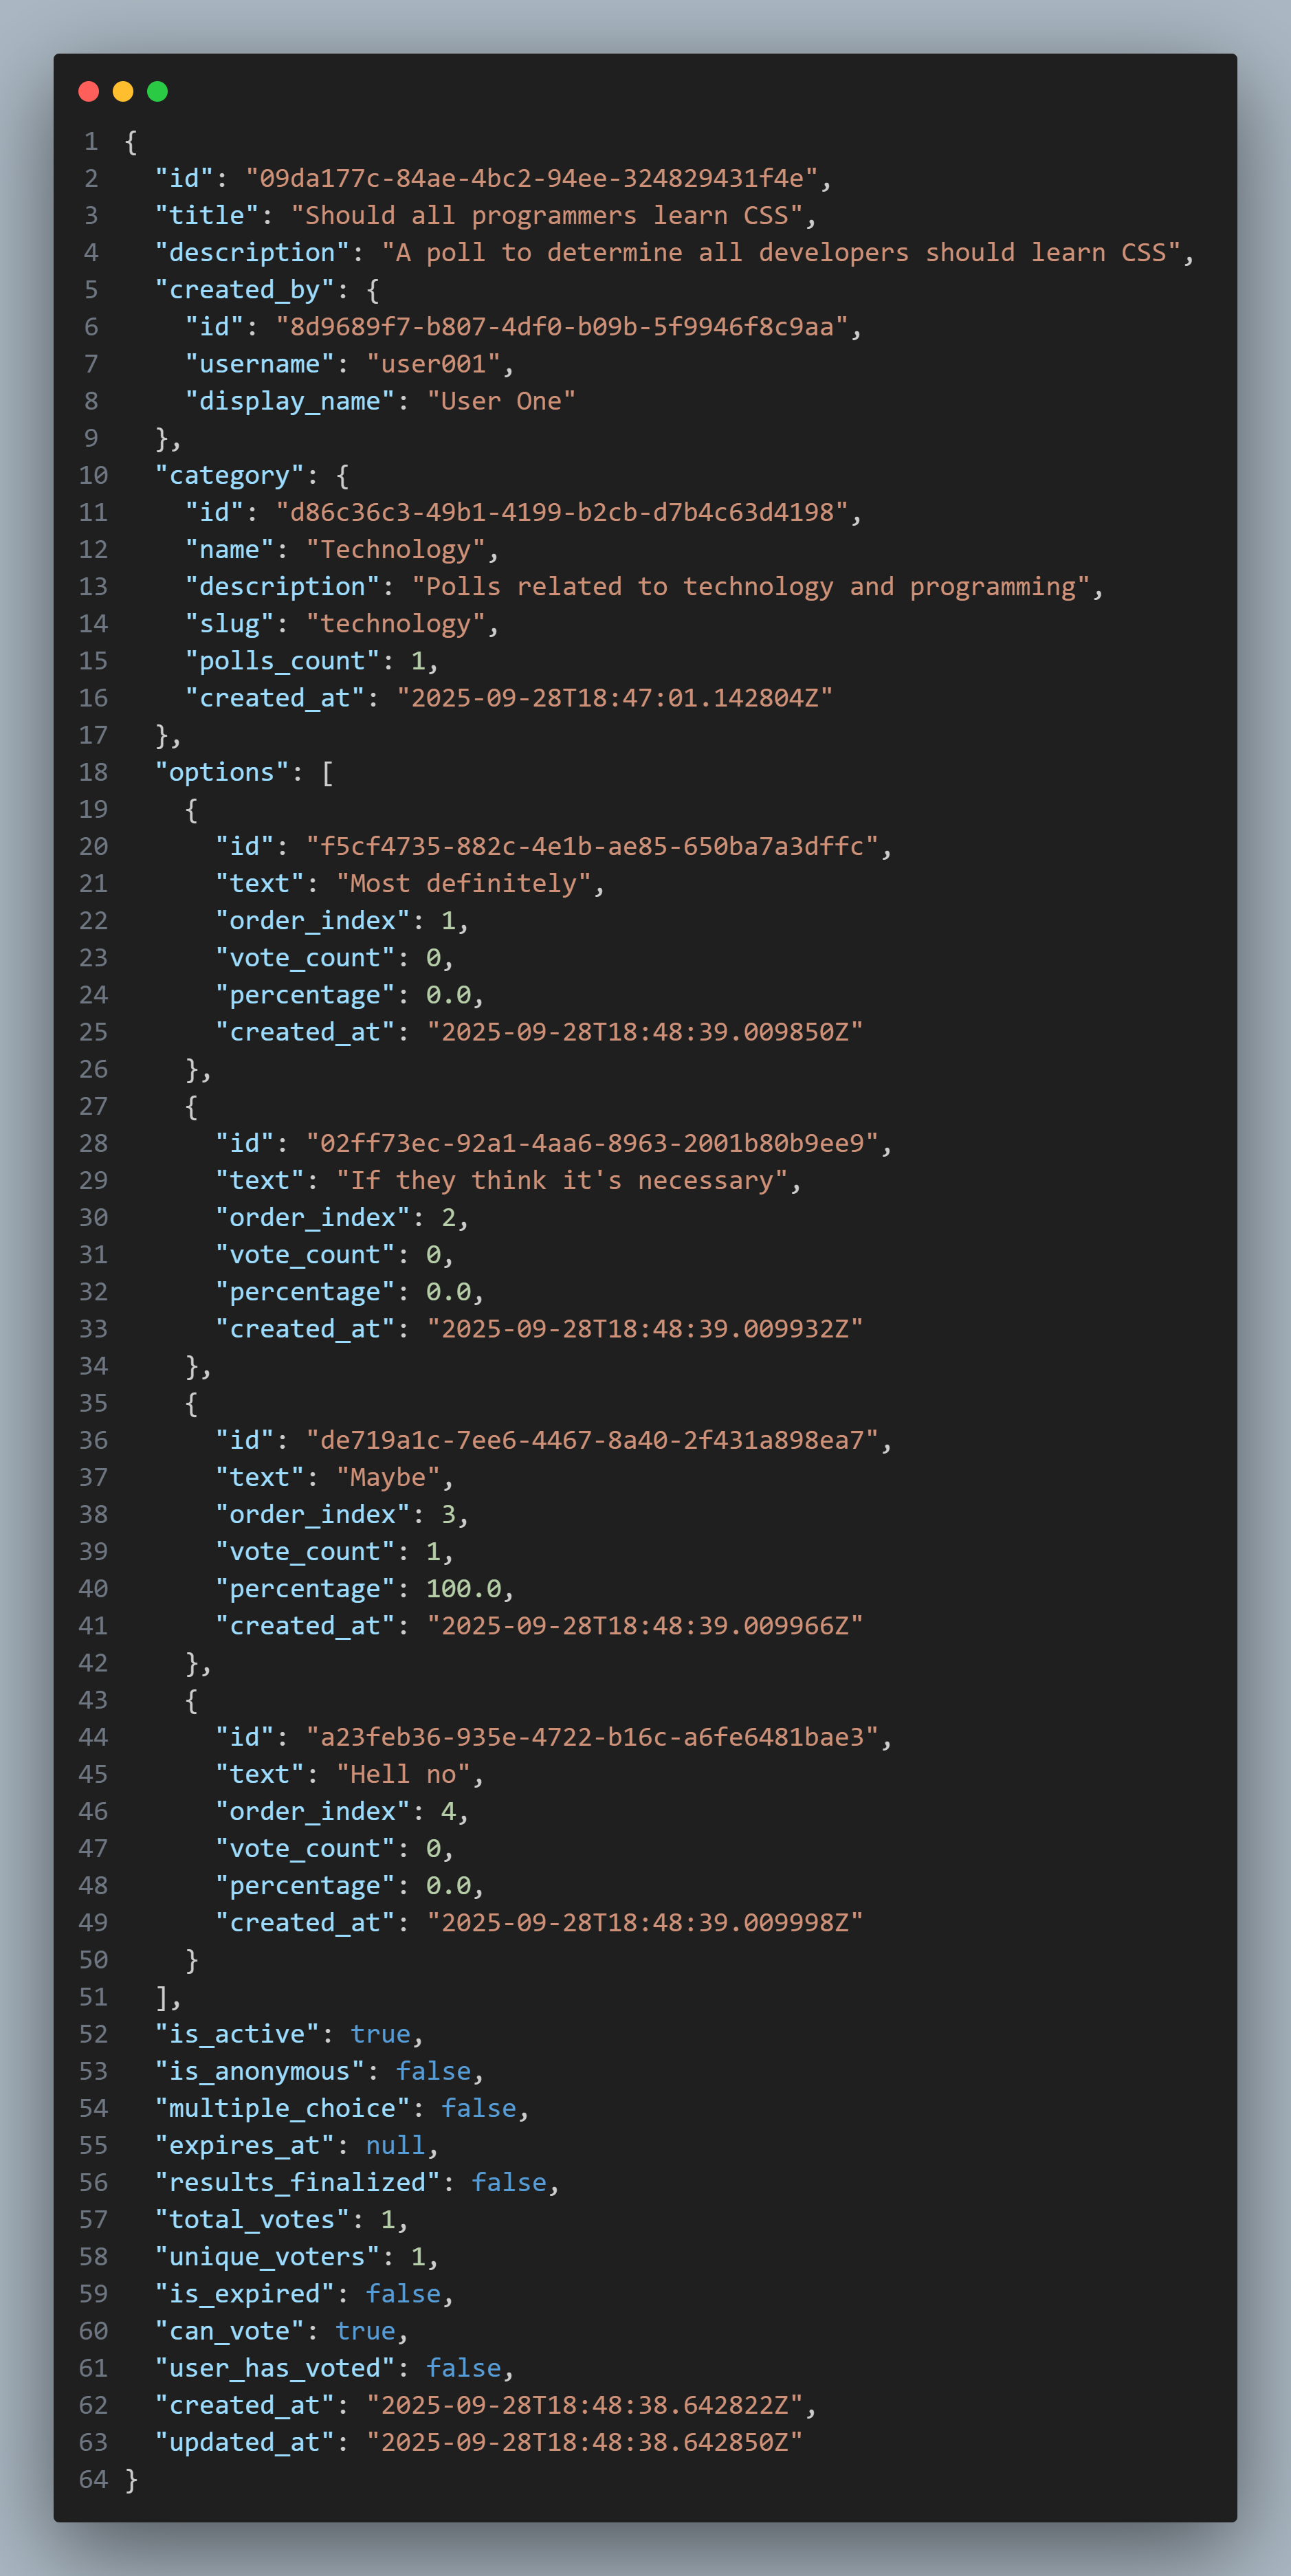 1 {
2   "id": "09da177c-84ae-4bc2-94ee-324829431f4e",
3   "title": "Should all programmers learn CSS",
4   "description": "A poll to determine all developers should learn CSS",
5   "created_by": {
6     "id": "8d9689f7-b807-4df0-b09b-5f9946f8c9aa",
7     "username": "user001",
8     "display_name": "User One"
9   },
10   "category": {
11     "id": "d86c36c3-49b1-4199-b2cb-d7b4c63d4198",
12     "name": "Technology",
13     "description": "Polls related to technology and programming",
14     "slug": "technology",
15     "polls_count": 1,
16     "created_at": "2025-09-28T18:47:01.142804Z"
17   },
18   "options": [
19     {
20       "id": "f5cf4735-882c-4e1b-ae85-650ba7a3dffc",
21       "text": "Most definitely",
22       "order_index": 1,
23       "vote_count": 0,
24       "percentage": 0.0,
25       "created_at": "2025-09-28T18:48:39.009850Z"
26     },
27     {
28       "id": "02ff73ec-92a1-4aa6-8963-2001b80b9ee9",
29       "text": "If they think it's necessary",
30       "order_index": 2,
31       "vote_count": 0,
32       "percentage": 0.0,
33       "created_at": "2025-09-28T18:48:39.009932Z"
34     },
35     {
36       "id": "de719a1c-7ee6-4467-8a40-2f431a898ea7",
37       "text": "Maybe",
38       "order_index": 3,
39       "vote_count": 1,
40       "percentage": 100.0,
41       "created_at": "2025-09-28T18:48:39.009966Z"
42     },
43     {
44       "id": "a23feb36-935e-4722-b16c-a6fe6481bae3",
45       "text": "Hell no",
46       "order_index": 4,
47       "vote_count": 0,
48       "percentage": 0.0,
49       "created_at": "2025-09-28T18:48:39.009998Z"
50     }
51   ],
52   "is_active": true,
53   "is_anonymous": false,
54   "multiple_choice": false,
55   "expires_at": null,
56   "results_finalized": false,
57   "total_votes": 1,
58   "unique_voters": 1,
59   "is_expired": false,
60   "can_vote": true,
61   "user_has_voted": false,
62   "created_at": "2025-09-28T18:48:38.642822Z",
63   "updated_at": "2025-09-28T18:48:38.642850Z"
64 }